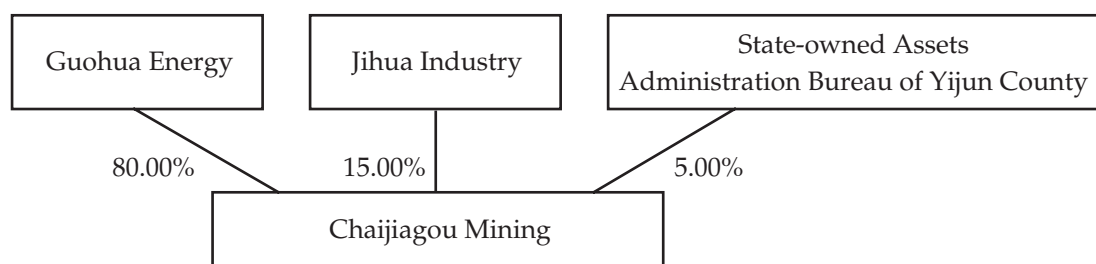 Guohua Energy
Jihua Industry
State-owned Assets
Administration Bureau of Yijun County
80.00%
15.00%
5.00%
Chaijiagou Mining